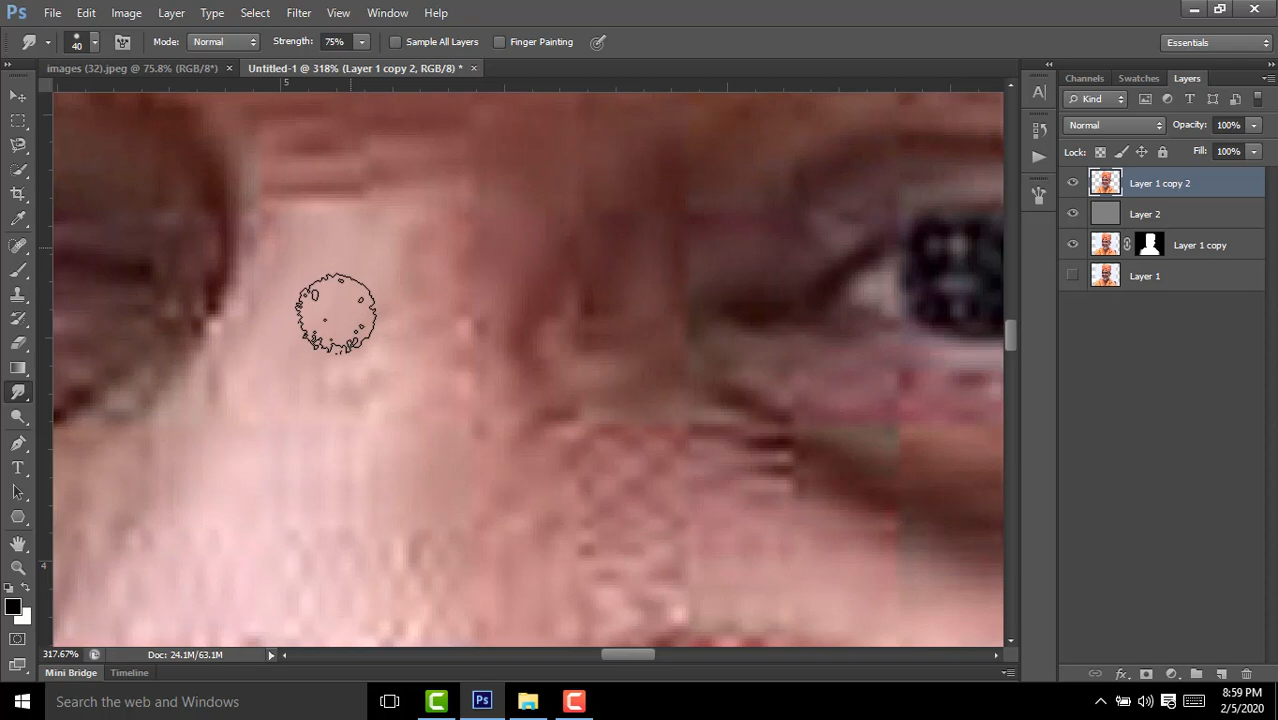 Ps File Edit Image Layer Type Select Filter View Window Help
40 Mode: Normal Strength: 75% Sample All Layers Finger Painting Essentials
images (32).jpeg @ 75.8% (RGB/8*) × Untitled-1 @ 318% (Layer 1 copy 2, RGB/8) * ×
5
4
Channels Swatches Layers
Kind
Normal Opacity: 100%
Lock: Fill: 100%
Layer 1 copy 2
Layer 2
Layer 1 copy
Layer 1
317.67% Doc: 24.1M/63.1M
Mini Bridge Timeline
Search the web and Windows
8:59 PM
2/5/2020